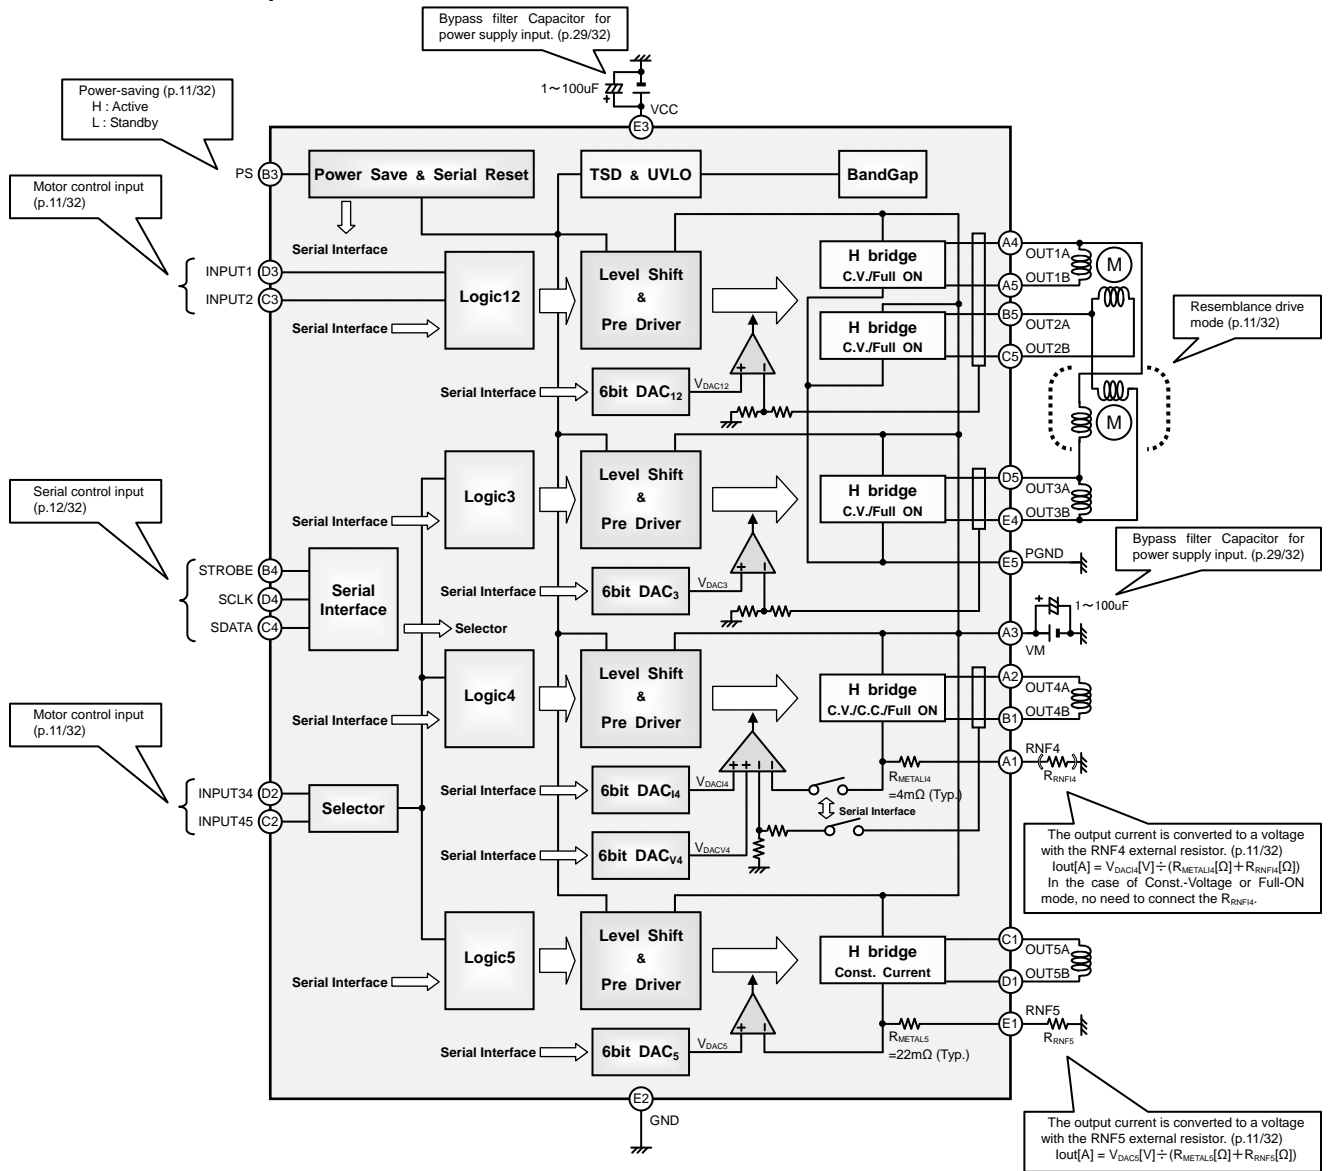 Bypass filter Capacitor for
power supply input. (p.29/32)
1~100uF
+
VCC
E3
Power-saving (p.11/32)
H : Active
L : Standby
PS B3
Power Save & Serial Reset
TSD & UVLO
BandGap
Motor control input
(p.11/32)
Serial Interface
INPUT1 D3
INPUT2 C3
Logic12
Level Shift
&
Pre Driver
H bridge
C.V./Full ON
H bridge
C.V./Full ON
A4
OUT1A
A5
OUT1B
M
B5
OUT2A
C5
OUT2B
Resemblance drive
mode (p.11/32)
M
Serial Interface
Serial Interface
6bit DAC12
VDAC12
+ −
Serial control input
(p.12/32)
Logic3
Level Shift
&
Pre Driver
H bridge
C.V./Full ON
D5
OUT3A
E4
OUT3B
Serial Interface
E5
PGND
Bypass filter Capacitor for
power supply input. (p.29/32)
STROBE B4
SCLK D4
SDATA C4
Serial
Interface
Serial Interface
6bit DAC3
VDAC3
+ −
Selector
A3
VM
+
1~100uF
Logic4
Level Shift
&
Pre Driver
H bridge
C.V./C.C./Full ON
A2
OUT4A
B1
OUT4B
Serial Interface
Motor control input
(p.11/32)
A1
RNF4
RRNFI4
++−−
INPUT34 D2
INPUT45 C2
Selector
Serial Interface
6bit DACI4
VDACI4
RMETALI4
=4mΩ (Typ.)
Serial Interface
Serial Interface
6bit DACV4
VDACV4
The output current is converted to a voltage
with the RNF4 external resistor. (p.11/32)
Iout[A] = VDACI4[V]÷(RMETALI4[Ω]+RRNFI4[Ω])
In the case of Const.-Voltage or Full-ON
mode, no need to connect the RRNFI4.
Logic5
Level Shift
&
Pre Driver
H bridge
Const. Current
C1
OUT5A
D1
OUT5B
Serial Interface
E1
RNF5
RRNF5
Serial Interface
6bit DAC5
VDAC5
+ −
RMETAL5
=22mΩ (Typ.)
E2
GND
The output current is converted to a voltage
with the RNF5 external resistor. (p.11/32)
Iout[A] = VDAC5[V]÷(RMETAL5[Ω]+RRNF5[Ω])